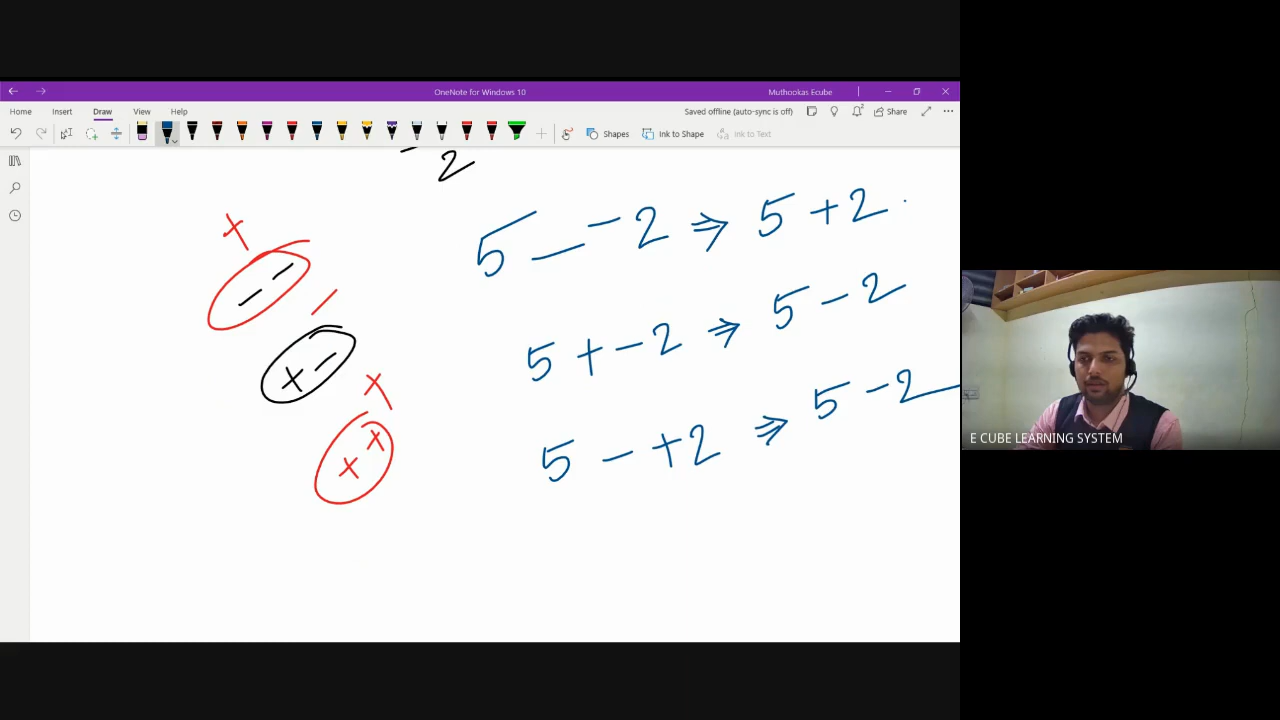 OneNote for Windows 10
Muthookas Ecube
Home Insert Draw View Help
Saved offline (auto-sync is off)
Share
Shapes Ink to Shape Ink to Text
2
5 - -2 ⇒ 5 + 2
+
- -
-
5 + -2 ⇒ 5 - 2
+ -
+
5 - +2 ⇒ 5 - 2
+ +
E CUBE LEARNING SYSTEM